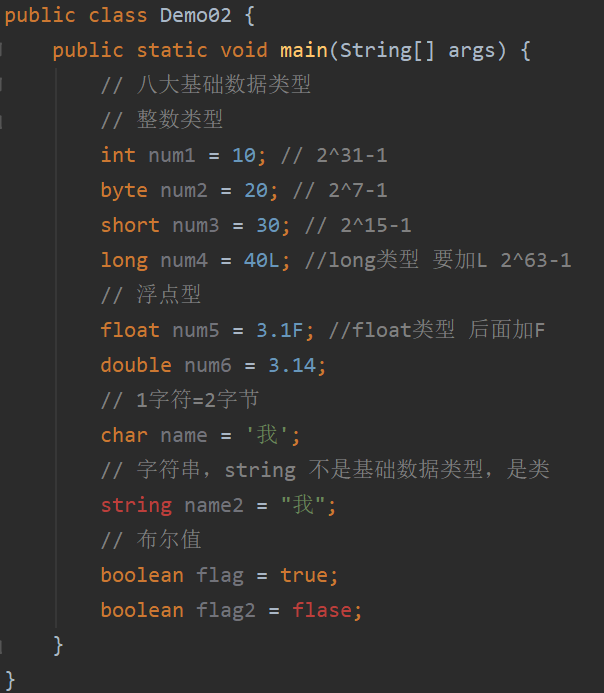 public class Demo02 {
public static void main(String[] args) {
// 八大基础数据类型
// 整数类型
int num1 = 10; // 2^31-1
byte num2 = 20; // 2^7-1
short num3 = 30; // 2^15-1
long num4 = 40L; //long类型 要加L 2^63-1
// 浮点型
float num5 = 3.1F; //float类型 后面加F
double num6 = 3.14;
// 1字符=2字节
char name = '我';
// 字符串，string 不是基础数据类型，是类
string name2 = "我";
// 布尔值
boolean flag = true;
boolean flag2 = flase;
}
}